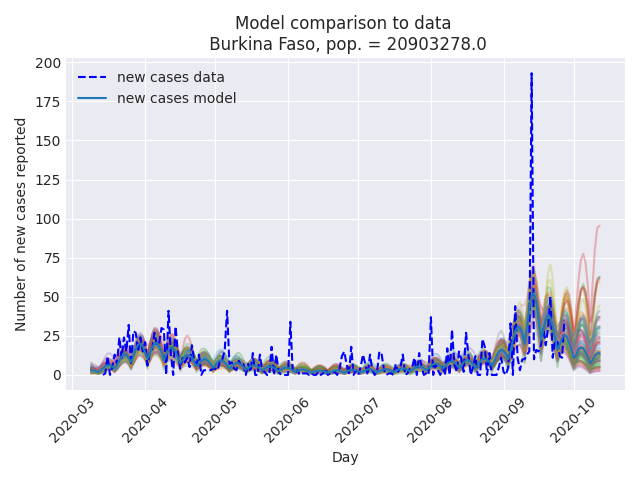 Model comparison to data
Burkina Faso, pop. = 20903278.0
new cases data
new cases model
Number of new cases reported
200
175
150
125
100
75
50
25
0
2020-03
2020-04
2020-05
2020-06
2020-07
2020-08
2020-09
2020-10
Day